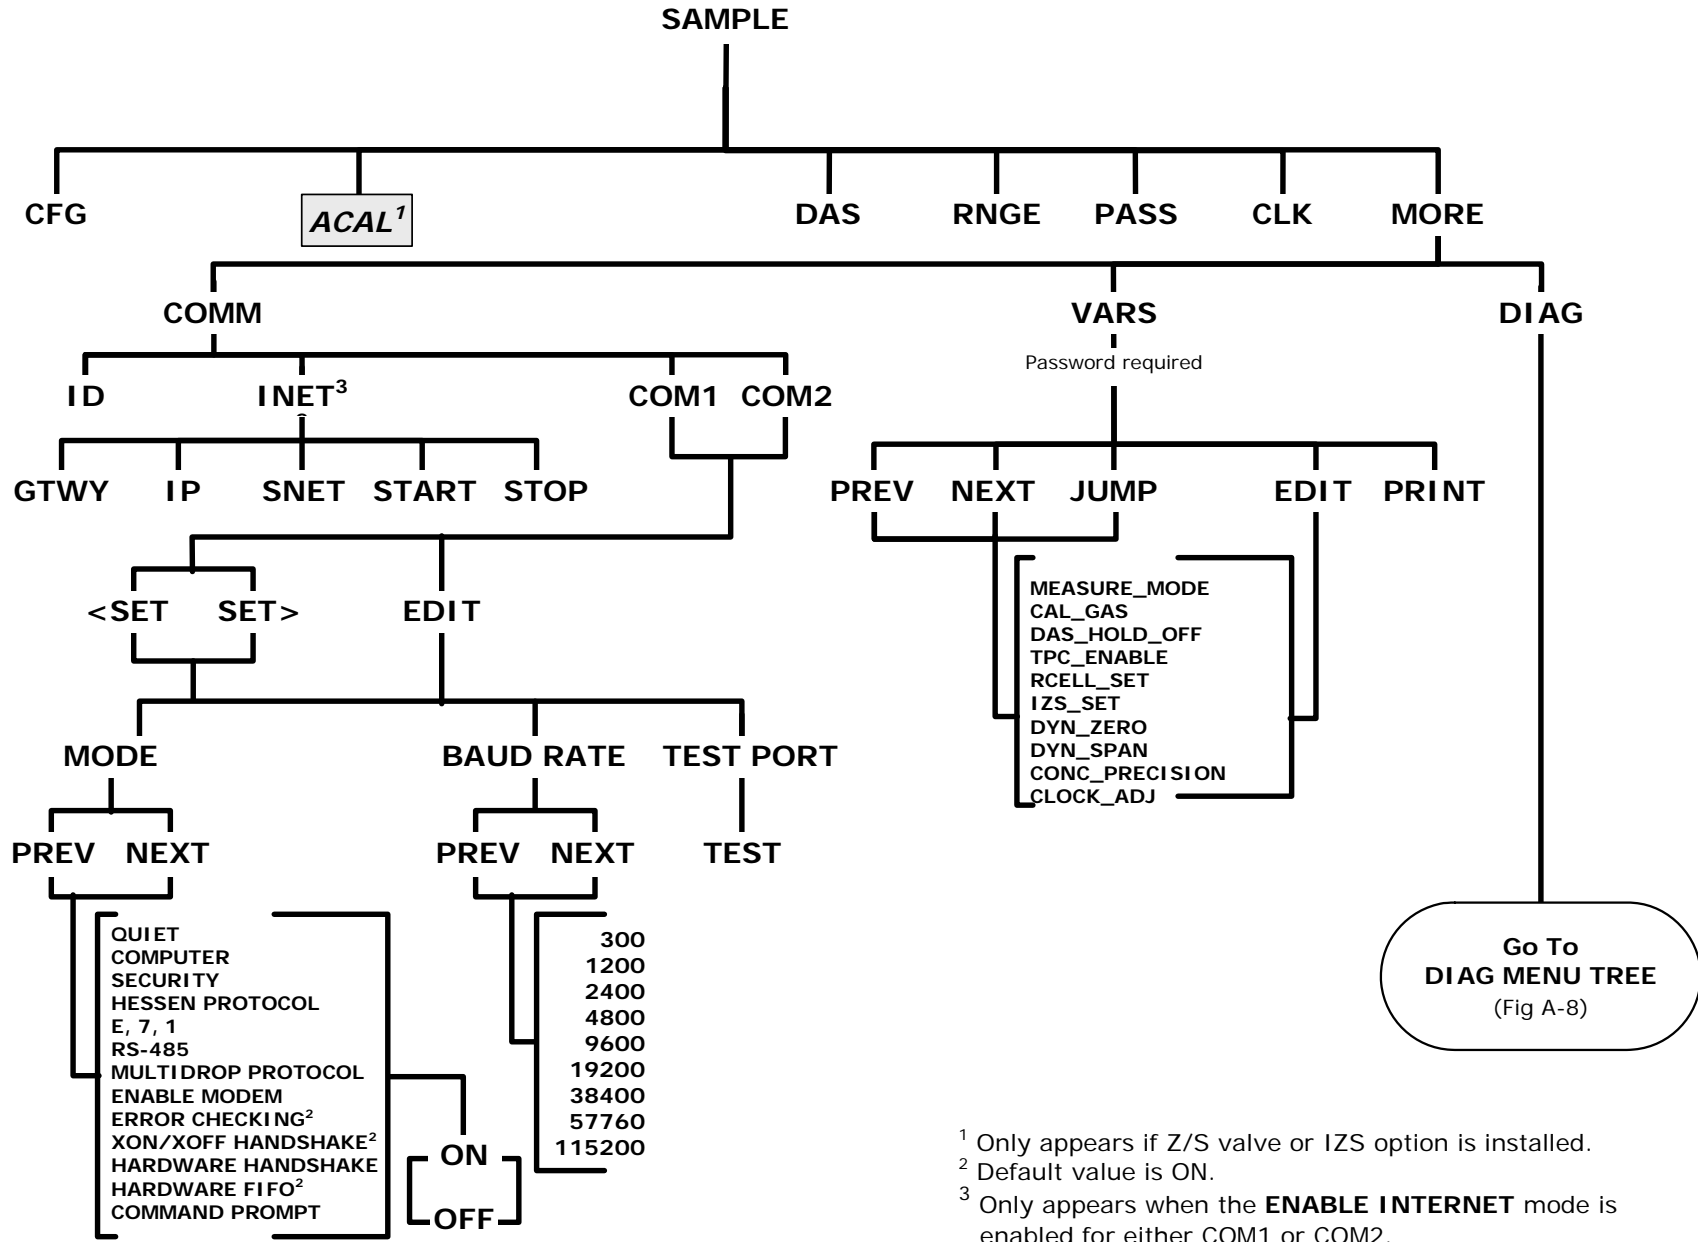 SAMPLE
CFG
ACAL¹
DAS
RNGE
PASS
CLK
MORE
COMM
VARS
DIAG
Password required
ID
INET³
COM1
COM2
GTWY
IP
SNET
START
STOP
PREV
NEXT
JUMP
EDIT
PRINT
<SET
SET>
EDIT
MEASURE_MODE
CAL_GAS
DAS_HOLD_OFF
TPC_ENABLE
RCELL_SET
IZS_SET
DYN_ZERO
DYN_SPAN
CONC_PRECISION
CLOCK_ADJ
MODE
BAUD RATE
TEST PORT
PREV
NEXT
PREV
NEXT
TEST
QUIET
COMPUTER
SECURITY
HESSEN PROTOCOL
E, 7, 1
RS-485
MULTIDROP PROTOCOL
ENABLE MODEM
ERROR CHECKING²
XON/XOFF HANDSHAKE²
HARDWARE HANDSHAKE
HARDWARE FIFO²
COMMAND PROMPT
ON
OFF
300
1200
2400
4800
9600
19200
38400
57760
115200
Go To
DIAG MENU TREE
(Fig A-8)
¹ Only appears if Z/S valve or IZS option is installed.
² Default value is ON.
³ Only appears when the ENABLE INTERNET mode is
enabled for either COM1 or COM2.